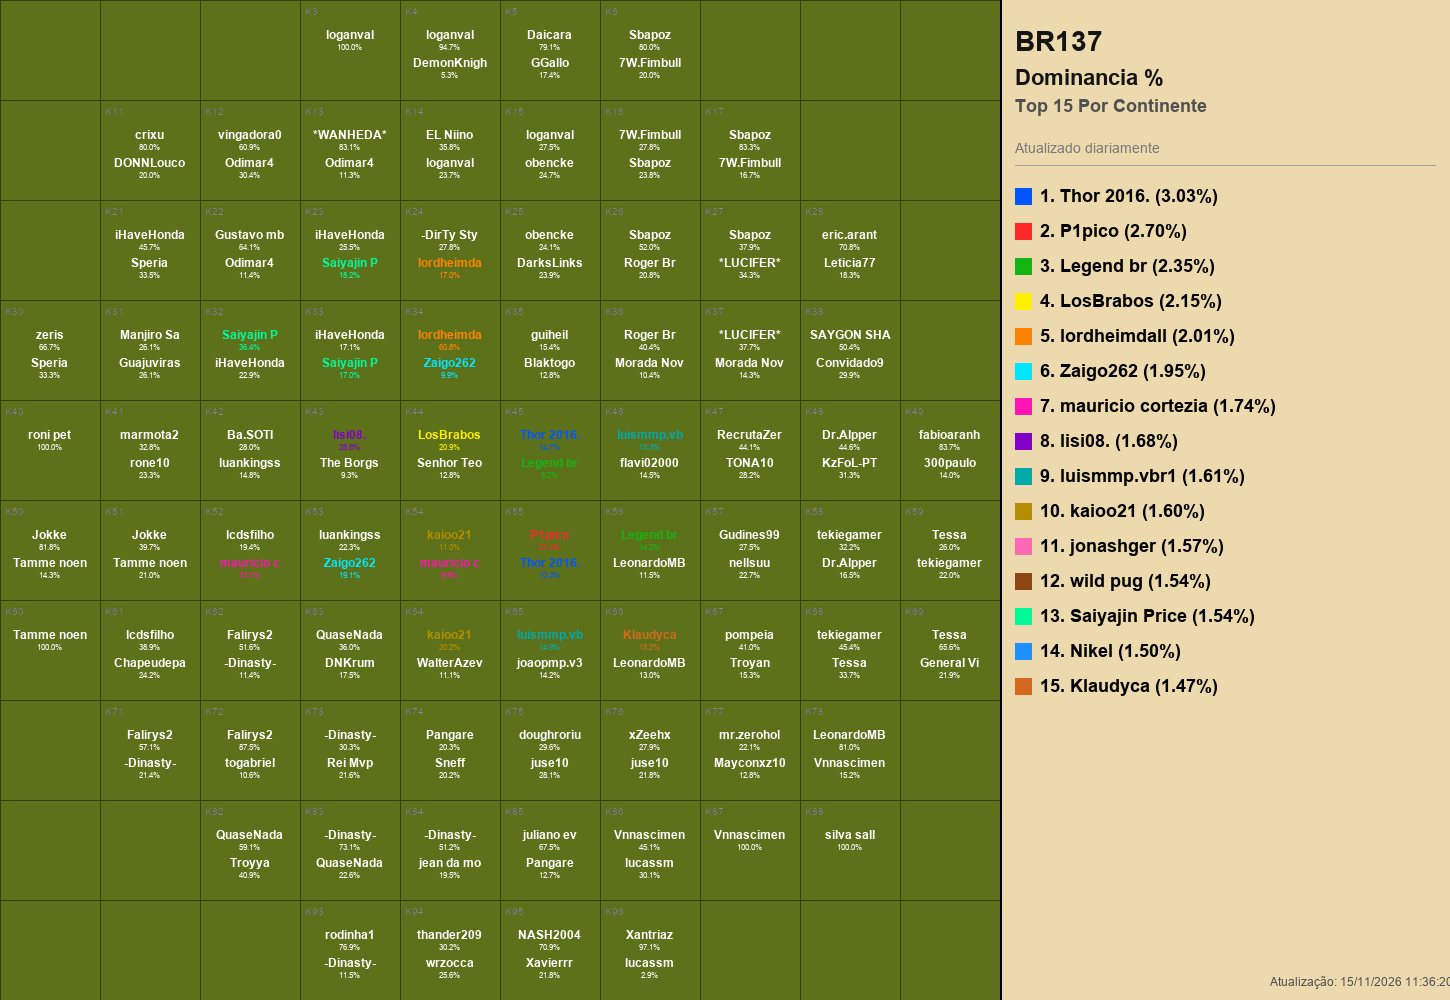 K3
loganval
100.0%
K4
loganval
94.7%
DemonKnigh
5.3%
K5
Daicara
79.1%
GGallo
17.4%
K6
Sbapoz
80.0%
7W.Fimbull
20.0%
K11
crixu
80.0%
DONNLouco
20.0%
K12
vingadora0
60.9%
Odimar4
30.4%
K13
*WANHEDA*
83.1%
Odimar4
11.3%
K14
EL Niino
35.8%
loganval
23.7%
K15
loganval
27.5%
obencke
24.7%
K16
7W.Fimbull
27.8%
Sbapoz
23.8%
K17
Sbapoz
83.3%
7W.Fimbull
16.7%
K21
iHaveHonda
45.7%
Speria
33.5%
K22
Gustavo mb
64.1%
Odimar4
11.4%
K23
iHaveHonda
25.5%
Saiyajin P
18.2%
K24
-DirTy Sty
27.8%
lordheimda
17.0%
K25
obencke
24.1%
DarksLinks
23.9%
K26
Sbapoz
52.0%
Roger Br
20.8%
K27
Sbapoz
37.9%
*LUCIFER*
34.3%
K28
eric.arant
70.8%
Leticia77
18.3%
K30
zeris
66.7%
Speria
33.3%
K31
Manjiro Sa
26.1%
Guajuviras
26.1%
K32
Saiyajin P
36.4%
iHaveHonda
22.9%
K33
iHaveHonda
17.1%
Saiyajin P
17.0%
K34
lordheimda
60.8%
Zaigo262
9.9%
K35
guiheil
15.4%
Blaktogo
12.8%
K36
Roger Br
40.4%
Morada Nov
10.4%
K37
*LUCIFER*
37.7%
Morada Nov
14.3%
K38
SAYGON SHA
50.4%
Convidado9
29.9%
K40
roni pet
100.0%
K41
marmota2
32.8%
rone10
23.3%
K42
Ba.SOTI
28.0%
luankingss
14.8%
K43
lisi08.
The Borgs
9.3%
K44
LosBrabos
20.9%
Senhor Teo
12.8%
K45
Thor 2016.
Legend br
K46
luismmp.vb
flavi02000
14.5%
K47
RecrutaZer
44.1%
TONA10
28.2%
K48
Dr.Alpper
44.6%
KzFoL-PT
31.3%
K49
fabioaranh
83.7%
300paulo
14.0%
K50
Jokke
81.8%
Tamme noen
14.3%
K51
Jokke
39.7%
Tamme noen
21.0%
K52
lcdsfilho
19.4%
mauricio c
K53
luankingss
22.3%
Zaigo262
19.1%
K54
kaioo21
11.0%
mauricio c
K55
P1pico
Thor 2016.
K56
Legend br
LeonardoMB
11.5%
K57
Gudines99
27.5%
nellsuu
22.7%
K58
tekiegamer
32.2%
Dr.Alpper
16.5%
K59
Tessa
26.0%
tekiegamer
22.0%
K60
Tamme noen
100.0%
K61
lcdsfilho
38.9%
Chapeudepa
24.2%
K62
Falirys2
51.6%
-Dinasty-
11.4%
K63
QuaseNada
36.0%
DNKrum
17.5%
K64
kaioo21
20.2%
WalterAzev
11.1%
K65
luismmp.vb
14.9%
joaopmp.v3
14.2%
K66
Klaudyca
15.2%
LeonardoMB
13.0%
K67
pompeia
41.0%
Troyan
15.3%
K68
tekiegamer
45.4%
Tessa
33.7%
K69
Tessa
65.6%
General Vi
21.9%
K71
Falirys2
57.1%
-Dinasty-
21.4%
K72
Falirys2
87.5%
togabriel
10.6%
K73
-Dinasty-
30.3%
Rei Mvp
21.6%
K74
Pangare
20.3%
Sneff
20.2%
K75
doughroriu
29.6%
juse10
28.1%
K76
xZeehx
27.9%
juse10
21.8%
K77
mr.zerohol
22.1%
Mayconxz10
12.8%
K78
LeonardoMB
81.0%
Vnnascimen
15.2%
K82
QuaseNada
59.1%
Troyya
40.9%
K83
-Dinasty-
73.1%
QuaseNada
22.6%
K84
-Dinasty-
51.2%
jean da mo
19.5%
K85
juliano ev
67.5%
Pangare
12.7%
K86
Vnnascimen
45.1%
lucassm
30.1%
K87
Vnnascimen
100.0%
K88
silva sall
100.0%
K93
rodinha1
76.9%
-Dinasty-
11.5%
K94
thander209
30.2%
wrzocca
25.6%
K95
NASH2004
70.9%
Xavierrr
21.8%
K96
Xantriaz
97.1%
lucassm
2.9%
BR137
Dominancia %
Top 15 Por Continente
Atualizado diariamente
1. Thor 2016. (3.03%)
2. P1pico (2.70%)
3. Legend br (2.35%)
4. LosBrabos (2.15%)
5. lordheimdall (2.01%)
6. Zaigo262 (1.95%)
7. mauricio cortezia (1.74%)
8. lisi08. (1.68%)
9. luismmp.vbr1 (1.61%)
10. kaioo21 (1.60%)
11. jonashger (1.57%)
12. wild pug (1.54%)
13. Saiyajin Price (1.54%)
14. Nikel (1.50%)
15. Klaudyca (1.47%)
Atualização: 15/11/2026 11:36:20